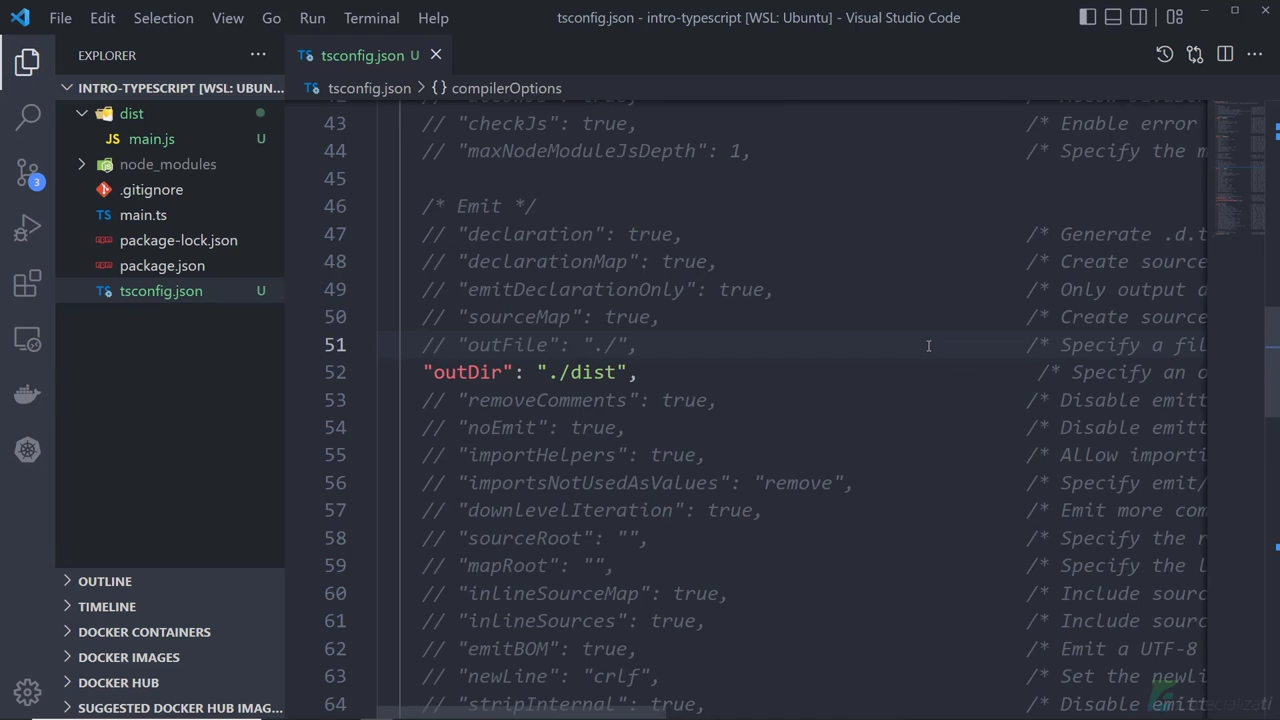 File Edit Selection View Go Run Terminal Help
tsconfig.json - intro-typescript [WSL: Ubuntu] - Visual Studio Code
EXPLORER
tsconfig.json U
INTRO-TYPESCRIPT [WSL: UBUN...
tsconfig.json > {} compilerOptions
dist
main.js U
node_modules
.gitignore
main.ts
package-lock.json
package.json
tsconfig.json U
3
OUTLINE
TIMELINE
DOCKER CONTAINERS
DOCKER IMAGES
DOCKER HUB
SUGGESTED DOCKER HUB IMAG...
43 // "checkJs": true, /* Enable error
44 // "maxNodeModuleJsDepth": 1, /* Specify the m
45
46 /* Emit */
47 // "declaration": true, /* Generate .d.t
48 // "declarationMap": true, /* Create source
49 // "emitDeclarationOnly": true, /* Only output d
50 // "sourceMap": true, /* Create source
51 // "outFile": "./", /* Specify a fil
52 "outDir": "./dist", /* Specify an o
53 // "removeComments": true, /* Disable emitt
54 // "noEmit": true, /* Disable emitt
55 // "importHelpers": true, /* Allow importi
56 // "importsNotUsedAsValues": "remove", /* Specify emit/
57 // "downlevelIteration": true, /* Emit more com
58 // "sourceRoot": "", /* Specify the r
59 // "mapRoot": "", /* Specify the l
60 // "inlineSourceMap": true, /* Include sourc
61 // "inlineSources": true, /* Include sourc
62 // "emitBOM": true, /* Emit a UTF-8
63 // "newLine": "crlf", /* Set the newli
64 // "stripInternal": true, /* Disable emitt